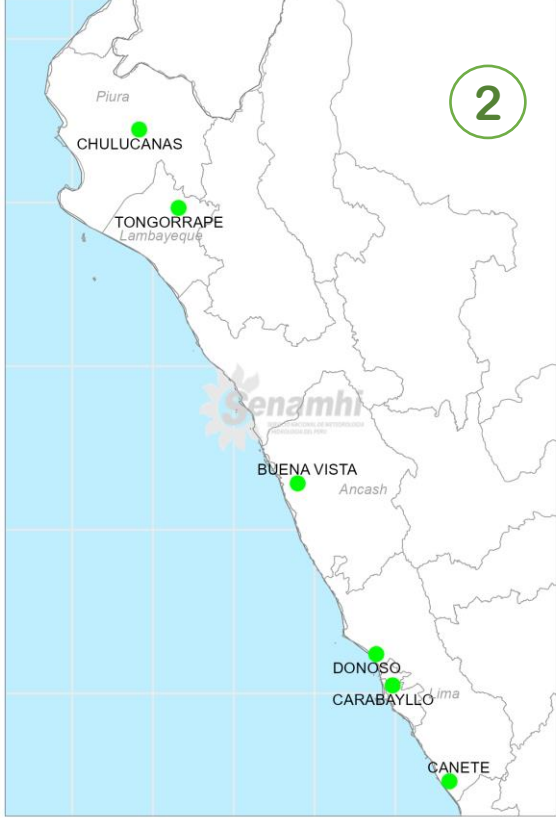 2
Piura
CHULUCANAS
TONGORRAPE
Lambayeque
Senamhi
BUENA VISTA
Ancash
DONOSO
CARABAYLLO
Lima
CANETE